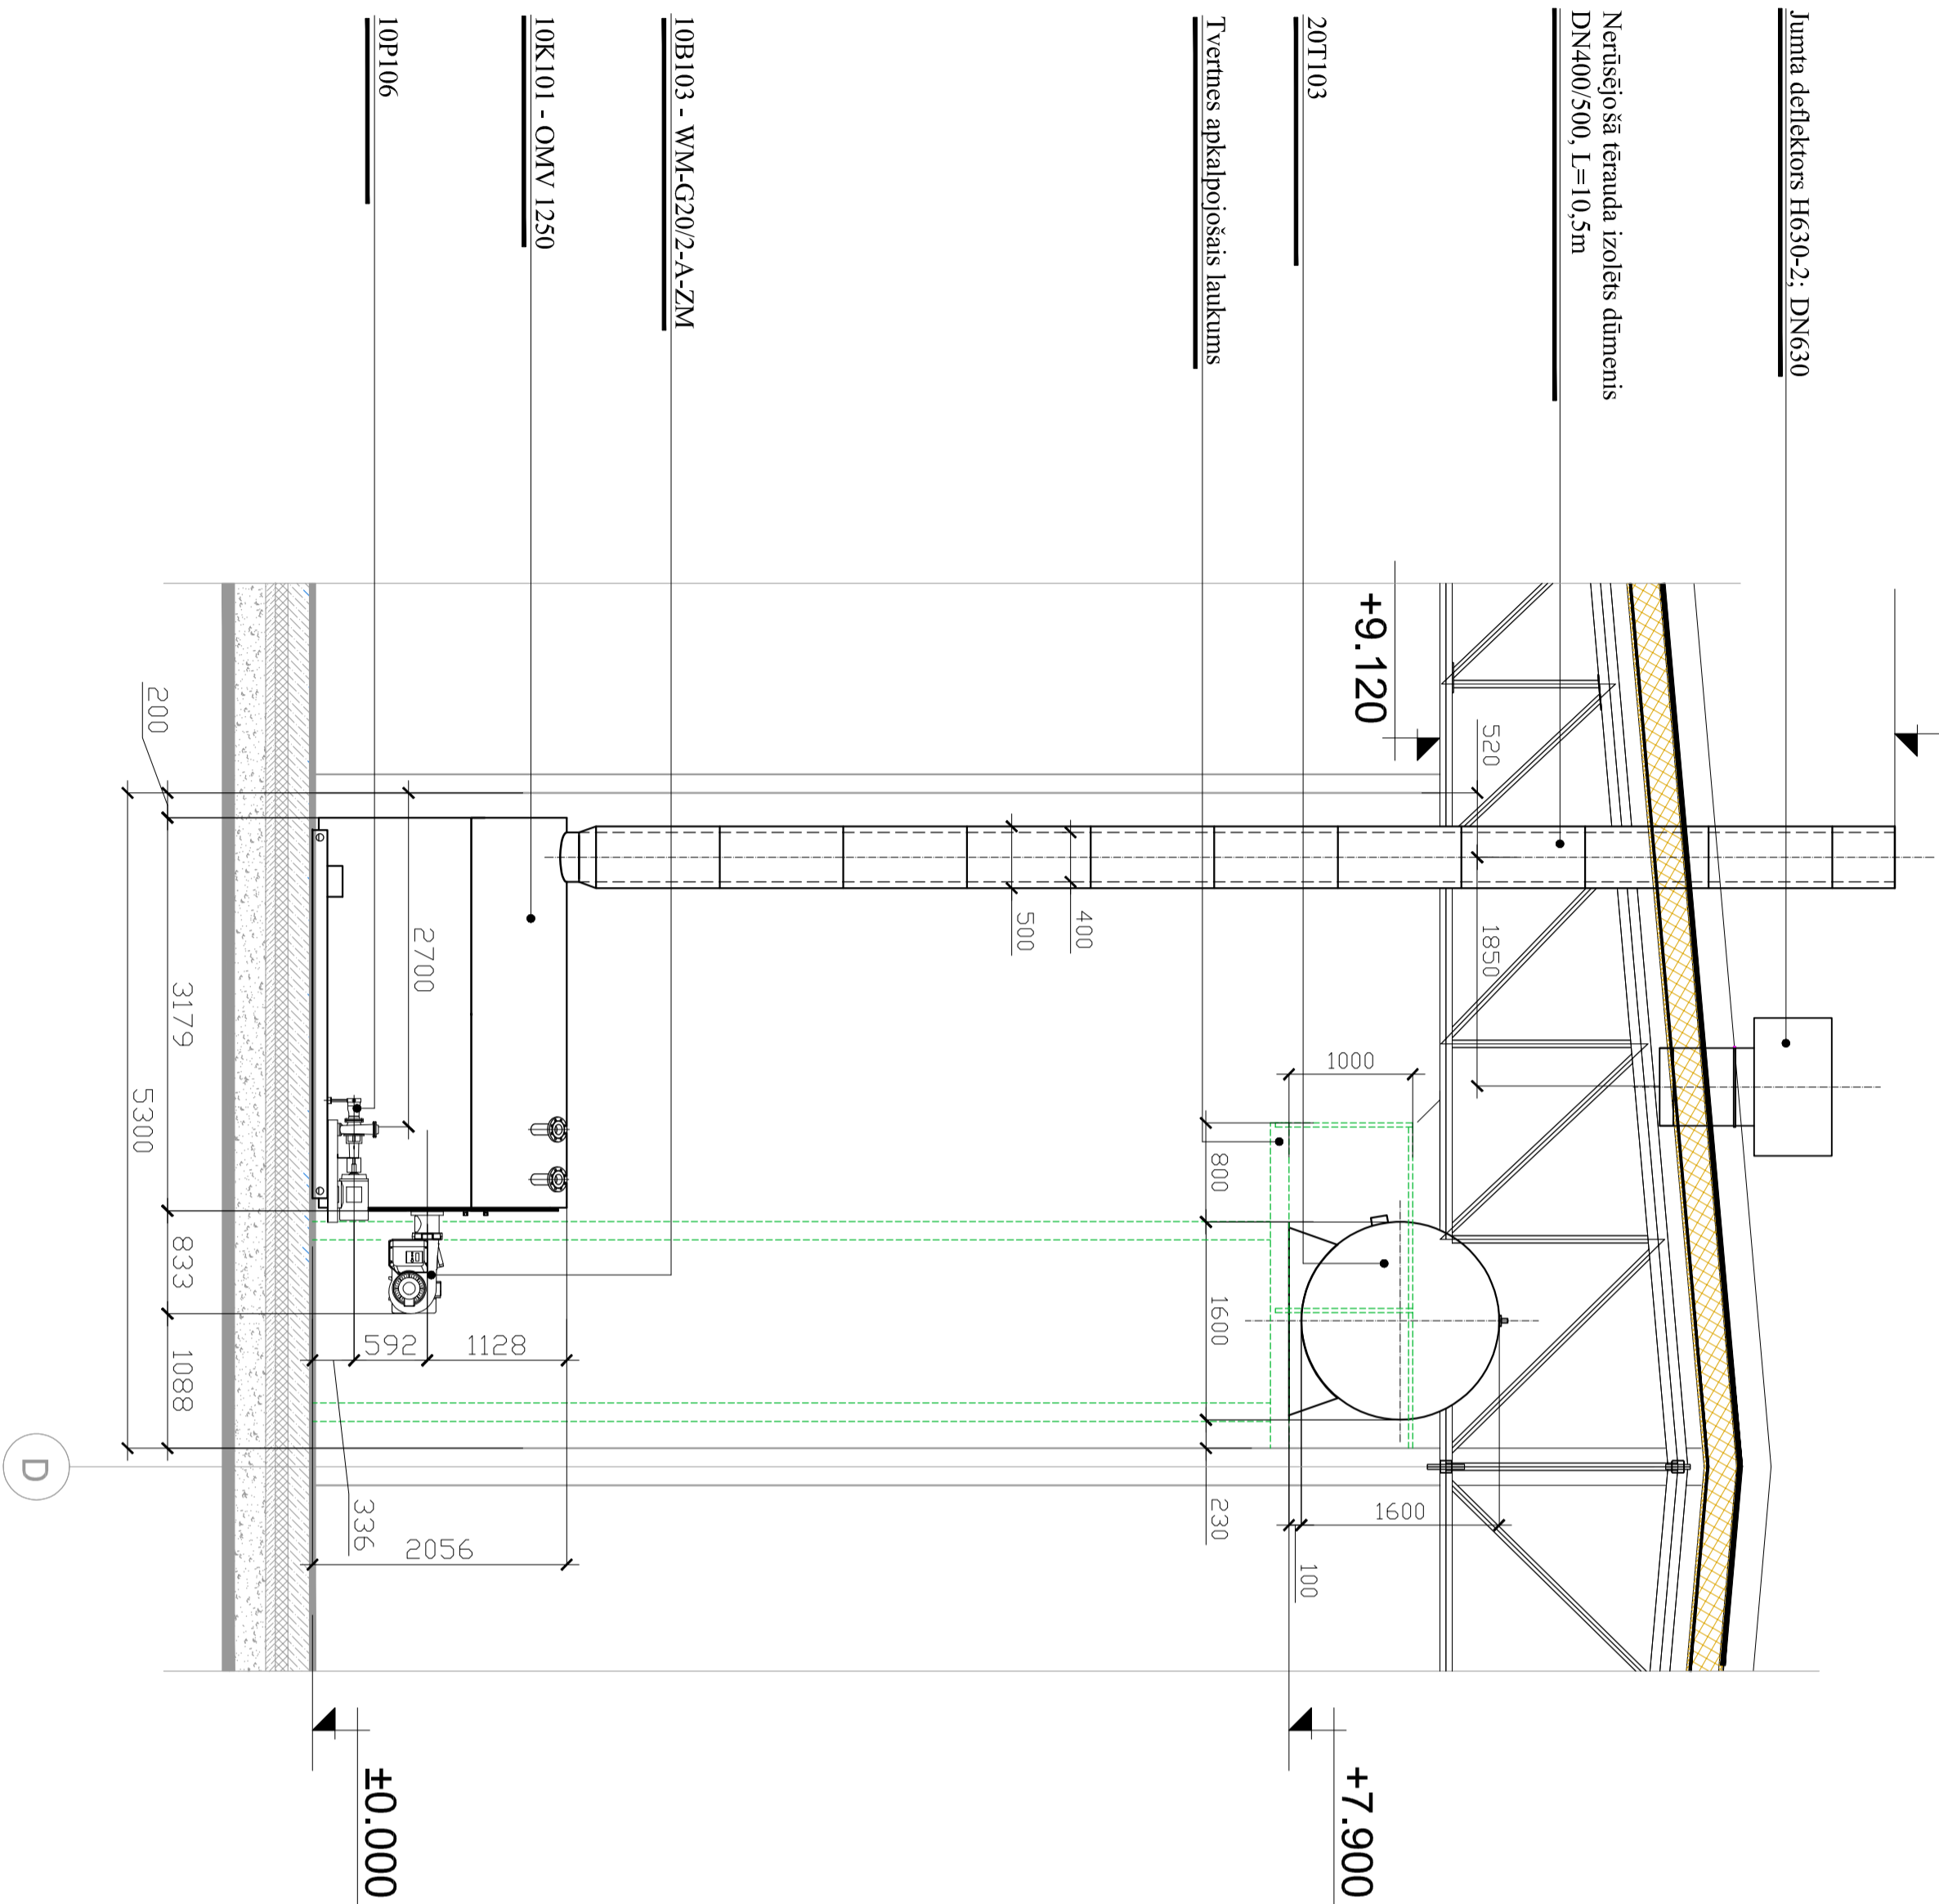 Jumta deflektors H630-2; DN630
Nerūsējošā tērauda izolēts dūmenis
DN400/500, L=10,5m
20T103
Tvertnes apkalpojošais laukums
10B103 - WM-G20/2-A-ZM
10K101 - OMV 1250
10P106
+9.120
520
1850
400
500
1000
800
1600
230
1600
100
+7.900
2700
200
3179
833
1088
5300
592
1128
336
2056
±0.000
D